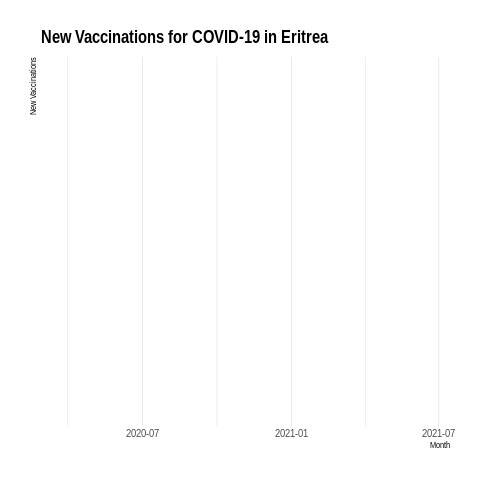 New Vaccinations for COVID-19 in Eritrea
New Vaccinations
2020-07
2021-01
2021-07
Month